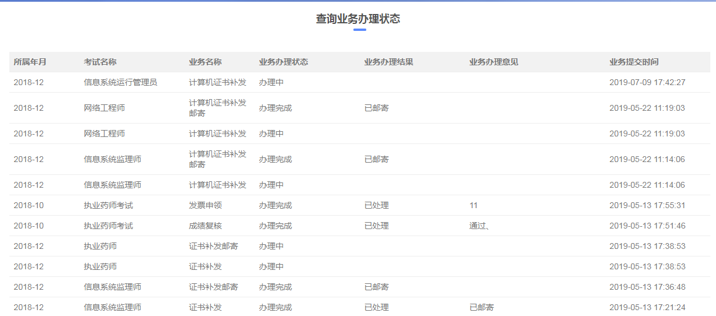 查询业务办理状态
所属年月 考试名称 业务名称 业务办理状态 业务办理结果 业务办理意见 业务提交时间
2018-12 信息系统运行管理员 计算机证书补发 办理中 2019-07-09 17:42:27
2018-12 网络工程师 计算机证书补发邮寄 办理完成 已邮寄 2019-05-22 11:19:03
2018-12 网络工程师 计算机证书补发 办理中 2019-05-22 11:19:03
2018-12 信息系统监理师 计算机证书补发邮寄 办理完成 已邮寄 2019-05-22 11:14:06
2018-12 信息系统监理师 计算机证书补发 办理中 2019-05-22 11:14:06
2018-10 执业药师考试 发票申领 办理完成 已处理 11 2019-05-13 17:55:31
2018-10 执业药师考试 成绩复核 办理完成 已处理 通过、 2019-05-13 17:51:46
2018-12 执业药师 证书补发邮寄 办理中 2019-05-13 17:38:53
2018-12 执业药师 证书补发 办理中 2019-05-13 17:38:53
2018-12 信息系统监理师 证书补发邮寄 办理完成 已邮寄 2019-05-13 17:36:48
2018-12 信息系统监理师 证书补发 办理完成 已处理 已邮寄 2019-05-13 17:21:24